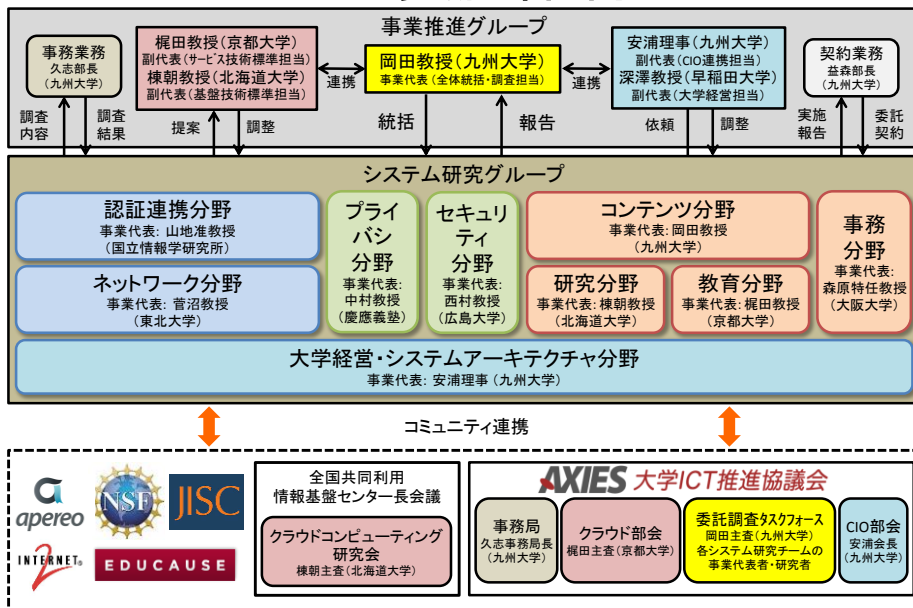 事業推進グループ
事務業務
久志部長
(九州大学)
梶田教授(京都大学)
副代表(サービス技術標準担当)
棟朝教授(北海道大学)
副代表(基盤技術標準担当)
連携
岡田教授(九州大学)
事業代表(全体統括・調査担当)
連携
安浦理事(九州大学)
副代表(CIO連携担当)
深澤教授(早稲田大学)
副代表(大学経営担当)
契約業務
益森部長
(九州大学)
調査
内容
調査
結果
提案
調整
統括
報告
依頼
調整
実施
報告
委託
契約
システム研究グループ
認証連携分野
事業代表: 山地准教授
(国立情報学研究所)
ネットワーク分野
事業代表: 菅沼教授
(東北大学)
プライ
バシ
分野
事業代表:
中村教授
(慶應義塾)
セキュリ
ティ
分野
事業代表:
西村教授
(広島大学)
コンテンツ分野
事業代表: 岡田教授
(九州大学)
研究分野
事業代表: 棟朝教授
(北海道大学)
教育分野
事業代表: 梶田教授
(京都大学)
事務
分野
事業代表:
森原特任教授
(大阪大学)
大学経営・システムアーキテクチャ分野
事業代表: 安浦理事(九州大学)
コミュニティ連携
apereo
NSF
JISC
INTERNET2®
EDUCAUSE
全国共同利用
情報基盤センター長会議
クラウドコンピューティング
研究会
棟朝主査(北海道大学)
AXIES 大学ICT推進協議会
事務局
久志事務局長
(九州大学)
クラウド部会
梶田主査(京都大学)
委託調査タスクフォース
岡田主査(九州大学)
各システム研究チームの
事業代表者・研究者
CIO部会
安浦会長
(九州大学)